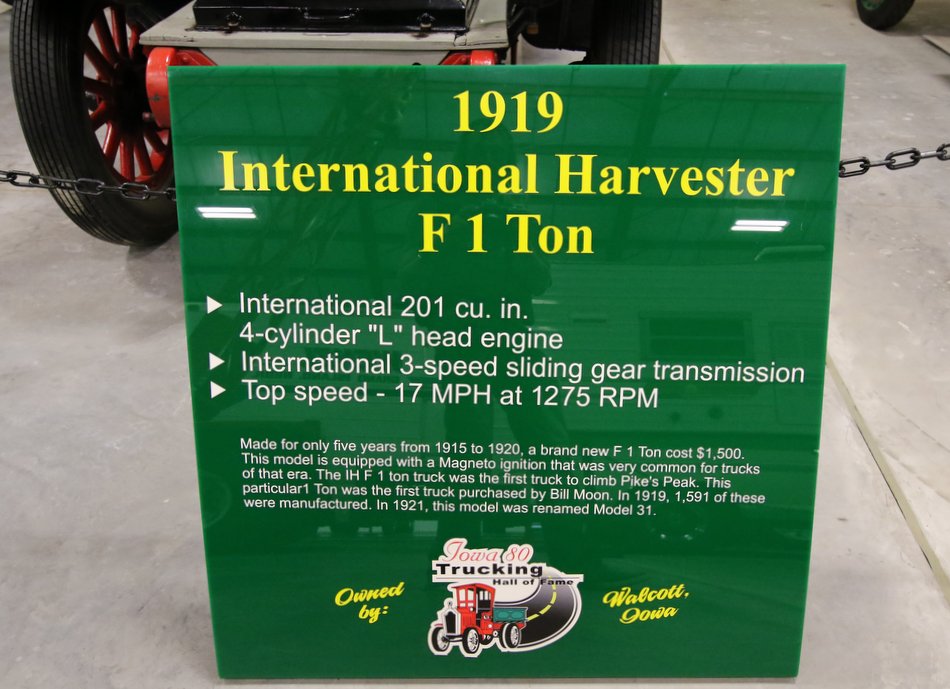 1919
International Harvester
F 1 Ton
International 201 cu. in.
4-cylinder "L" head engine
International 3-speed sliding gear transmission
Top speed - 17 MPH at 1275 RPM
Made for only five years from 1915 to 1920, a brand new F 1 Ton cost $1,500.
This model is equipped with a Magneto ignition that was very common for trucks
of that era. The IH F 1 ton truck was the first truck to climb Pike's Peak. This
particular1 Ton was the first truck purchased by Bill Moon. In 1919, 1,591 of these
were manufactured. In 1921, this model was renamed Model 31.
Owned
by:
Iowa 80
Trucking
Hall of Fame
Walcott,
Iowa